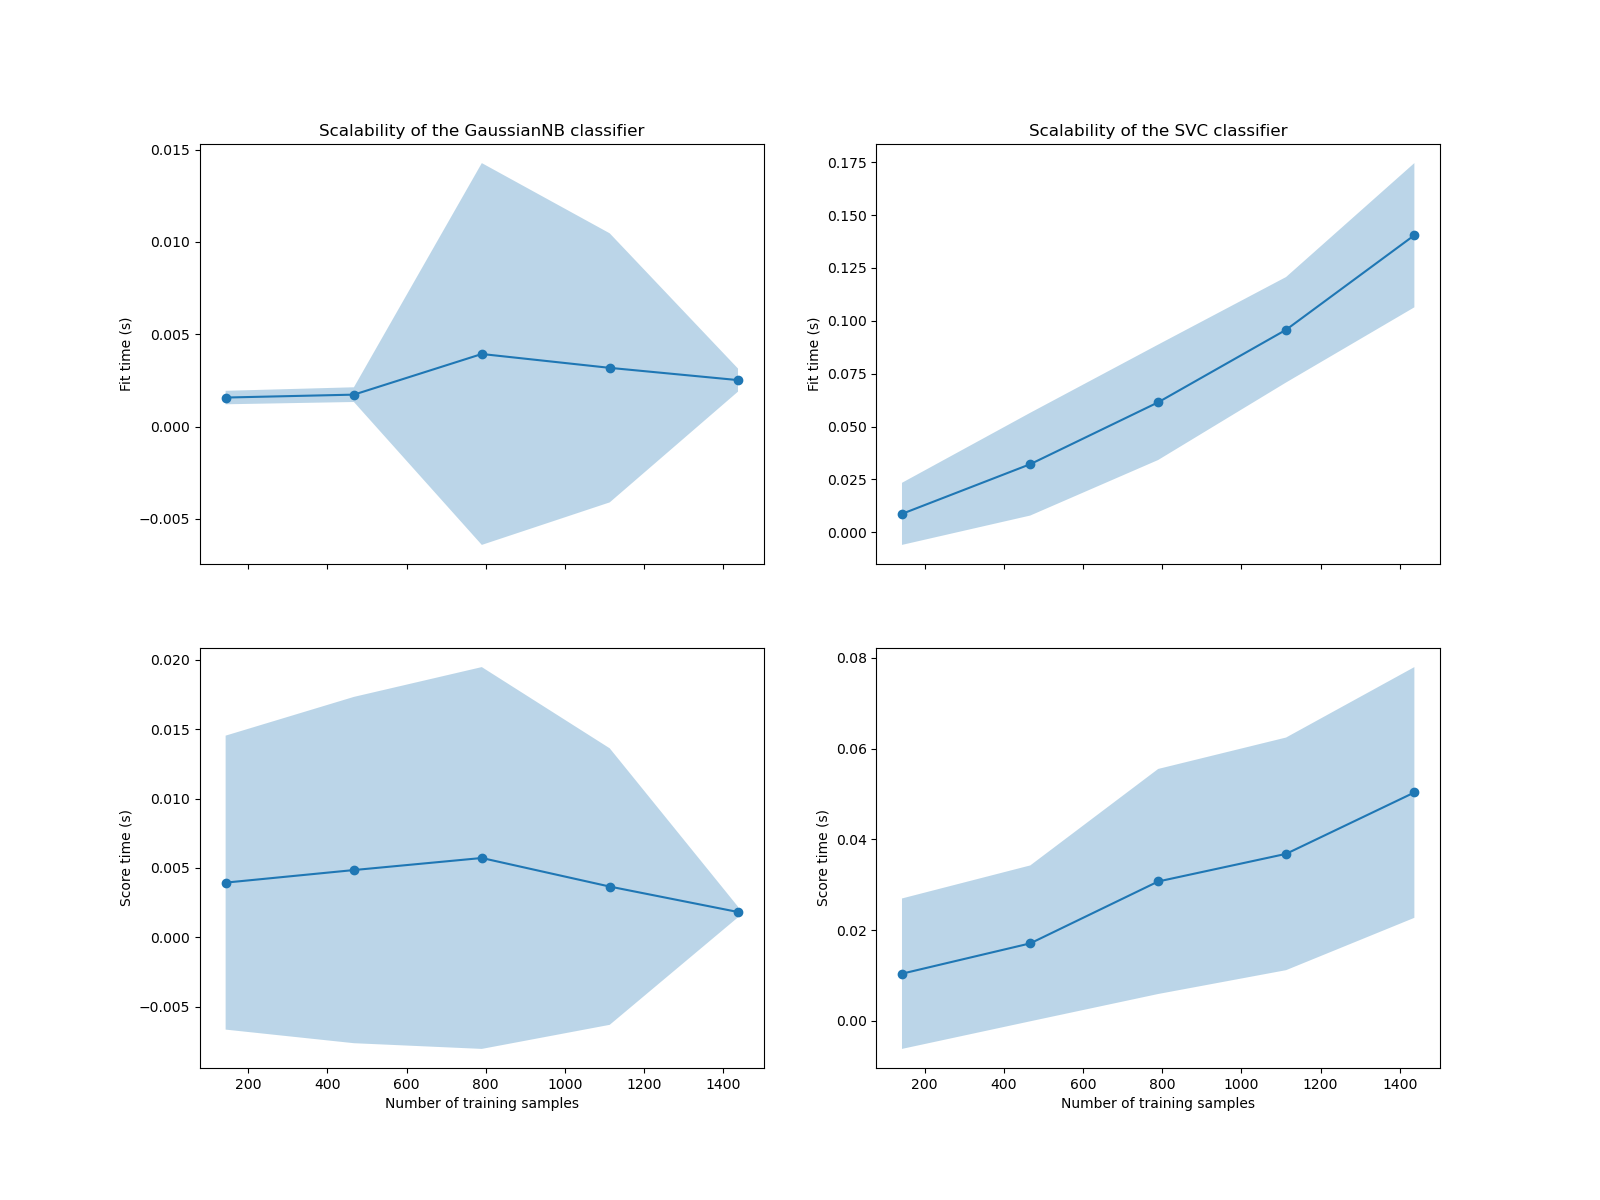 Scalability of the GaussianNB classifier
0.015
0.010
0.005
0.000
−0.005
Fit time (s)
Scalability of the SVC classifier
0.175
0.150
0.125
0.100
0.075
0.050
0.025
0.000
Fit time (s)
0.020
0.015
0.010
0.005
0.000
−0.005
Score time (s)
200 400 600 800 1000 1200 1400
Number of training samples
0.08
0.06
0.04
0.02
0.00
Score time (s)
200 400 600 800 1000 1200 1400
Number of training samples